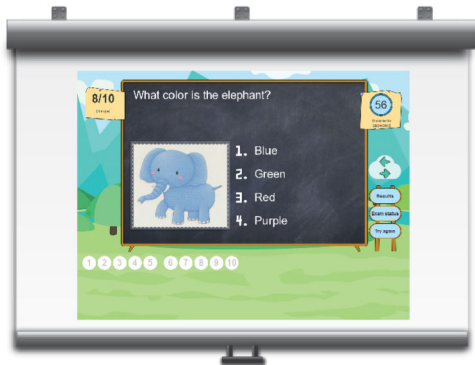 8/10
What color is the elephant?
56
1. Blue
2. Green
3. Red
4. Purple
Results
Exam status
Try again
1 2 3 4 5 6 7 8 9 10